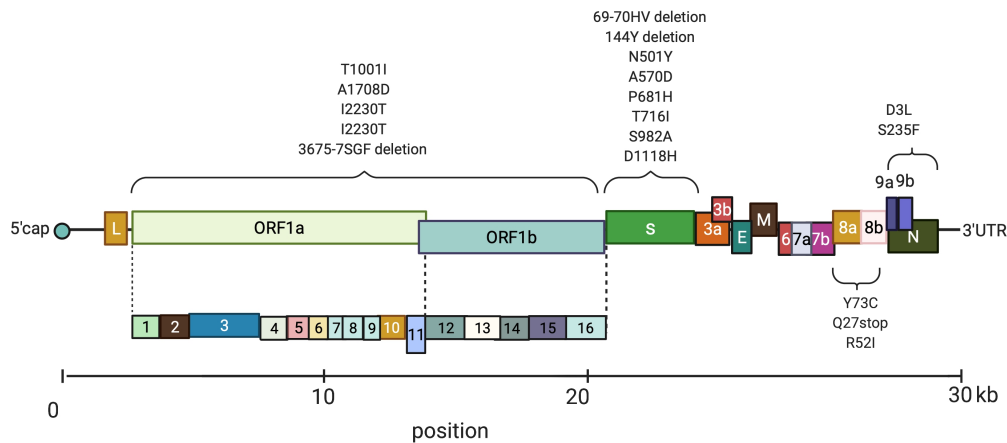 69-70HV deletion
144Y deletion
N501Y
A570D
P681H
T716I
S982A
D1118H
T1001I
A1708D
I2230T
I2230T
3675-7SGF deletion
D3L
S235F
9a 9b
5'cap
L
ORF1a
ORF1b
S
3a
3b
E
M
6
7a
7b
8a
8b
N
3'UTR
1
2
3
4
5
6
7
8
9
10
11
12
13
14
15
16
Y73C
Q27stop
R52I
0
10
20
30 kb
position